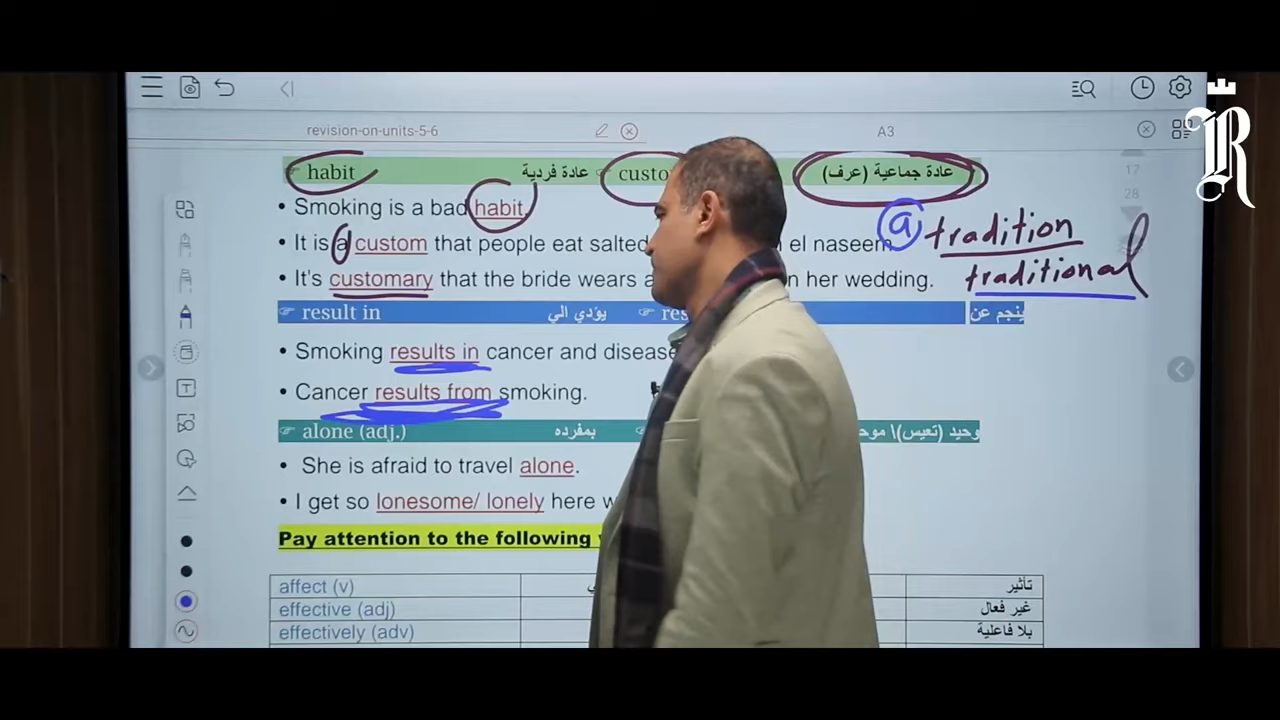 revision-on-units-5-6
A3
17
28
habit عادة فردية custo عادة جماعية (عرف)
• Smoking is a bad habit.
• It is a custom that people eat salted el naseem.
@ tradition
• It's customary that the bride wears a n her wedding.
traditional
result in يؤدي الي res ينجم عن
• Smoking results in cancer and disease
• Cancer results from smoking.
alone (adj.) بمفرده وحيد (تعيس)\ موح
• She is afraid to travel alone.
• I get so lonesome/ lonely here w
Pay attention to the following
affect (v) تأثير
effective (adj) غير فعال
effectively (adv) بلا فاعلية
R